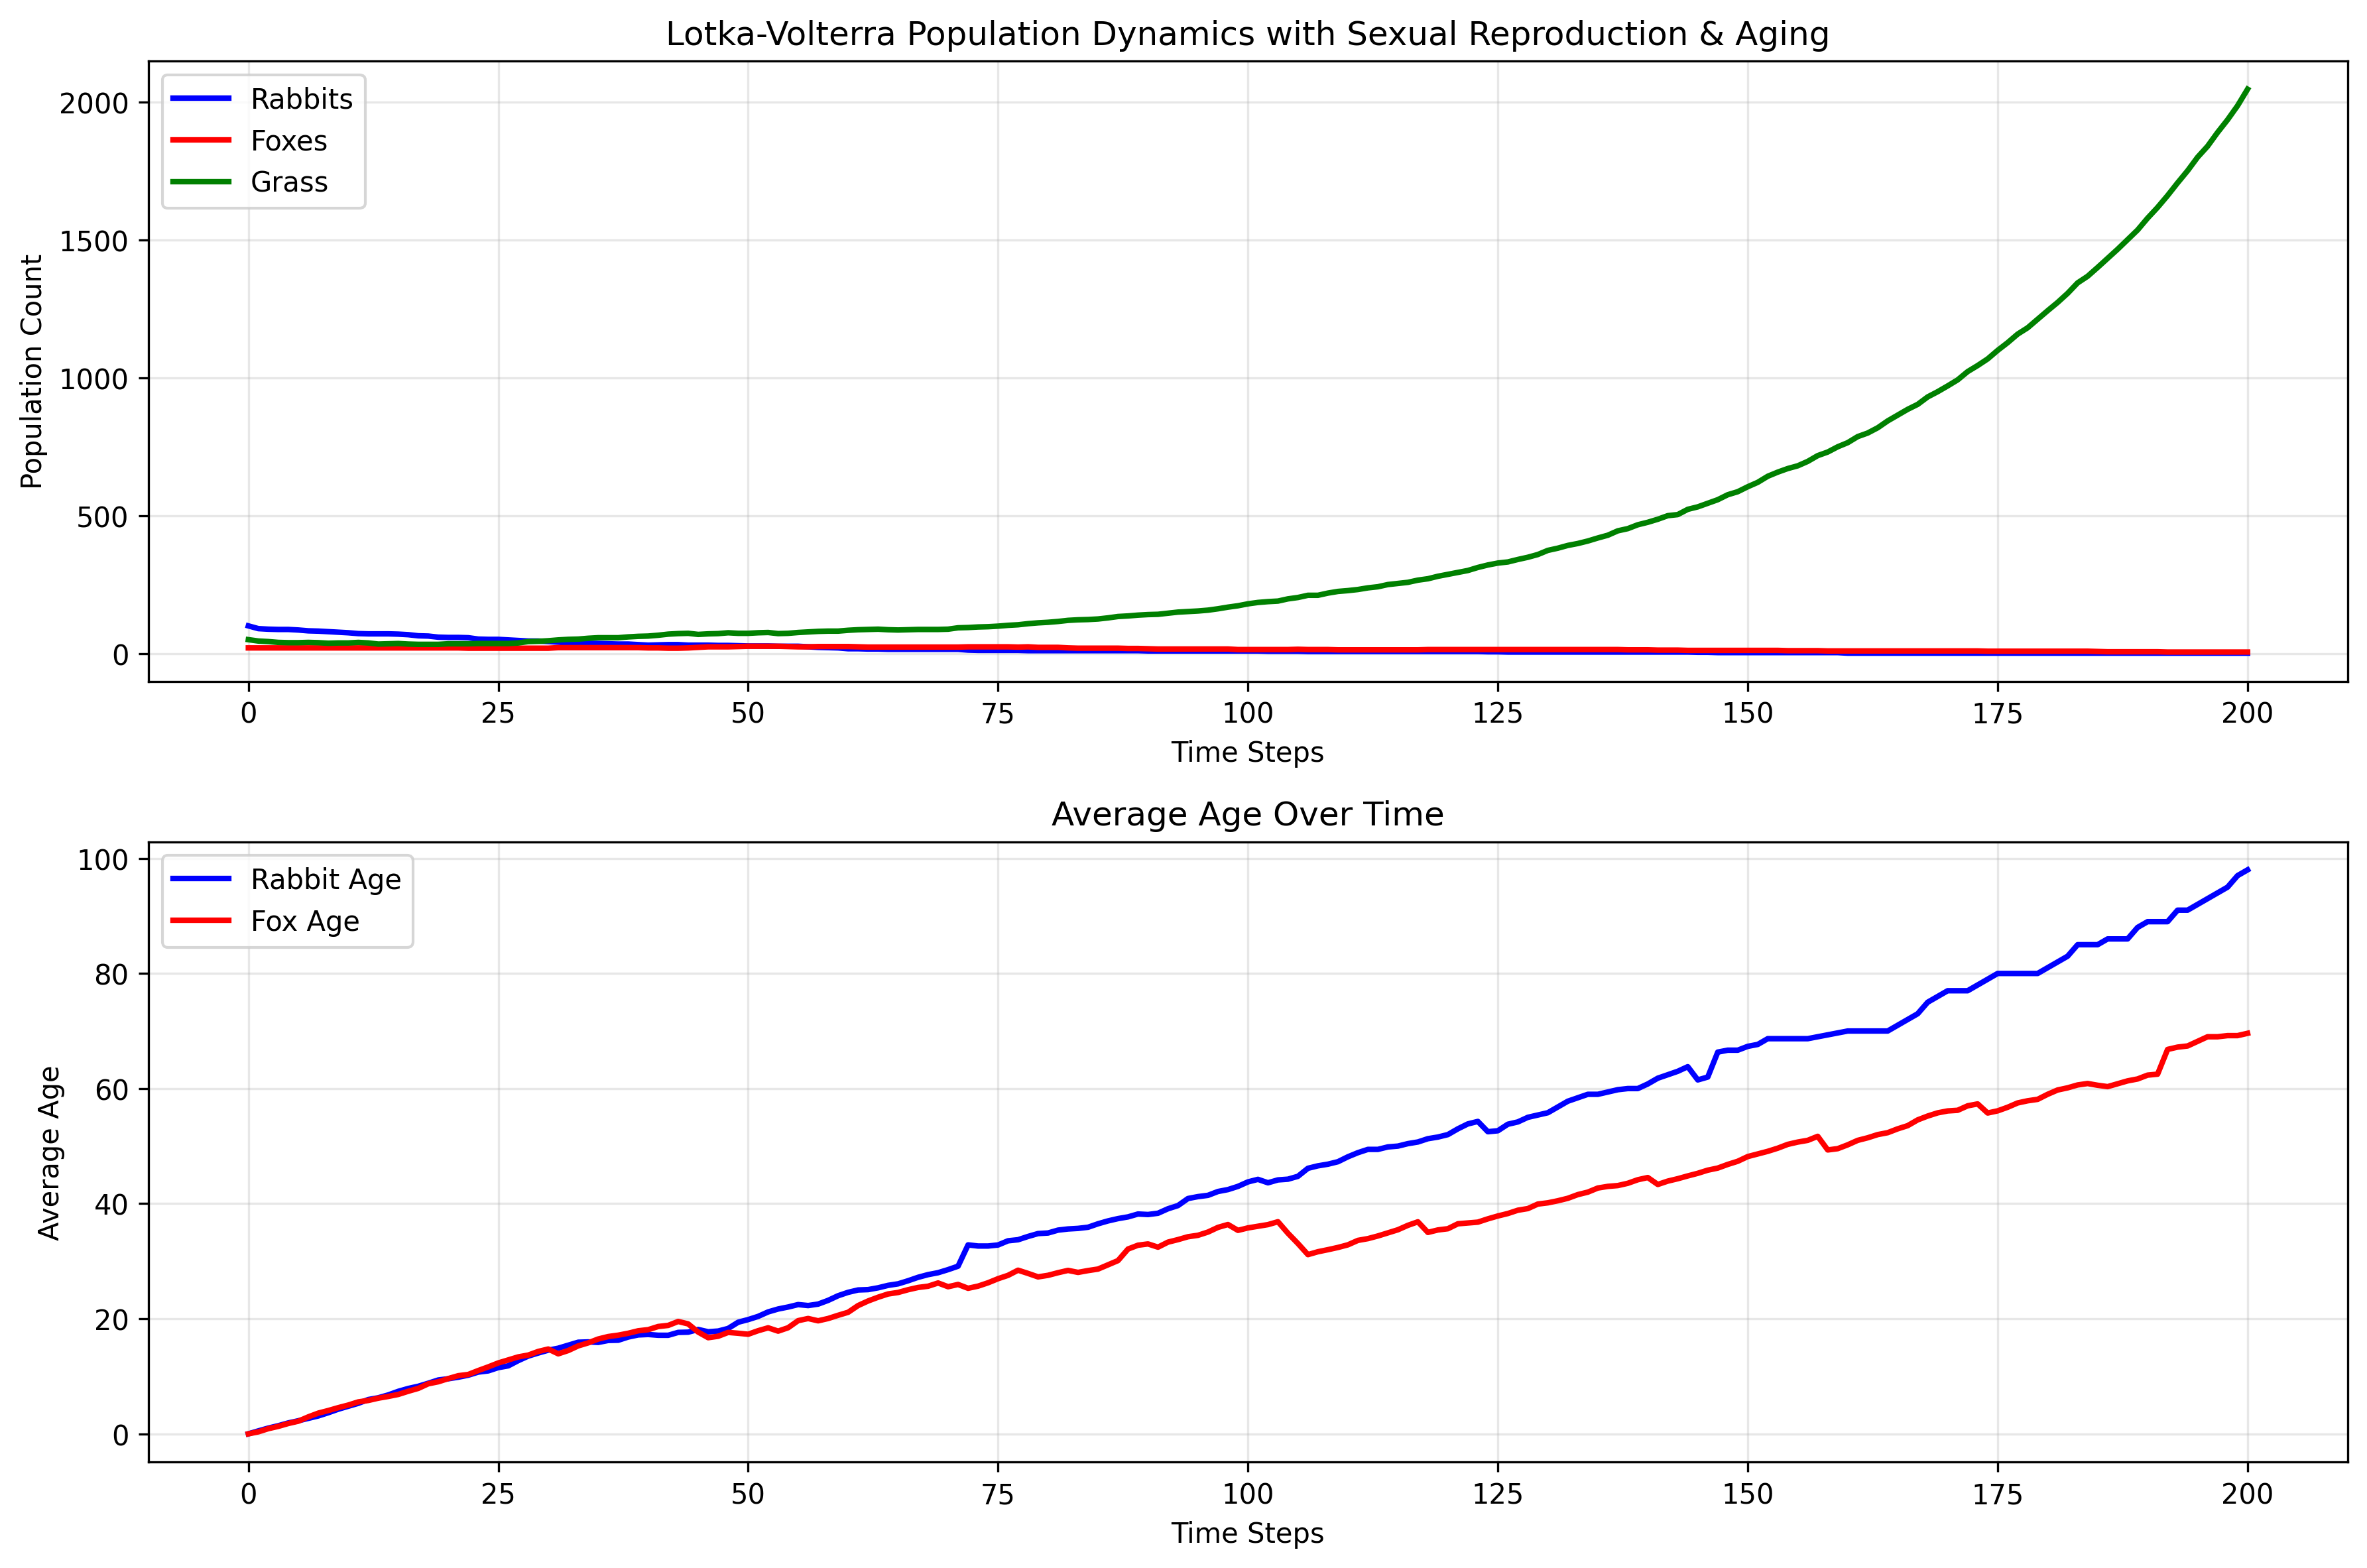 Lotka-Volterra Population Dynamics with Sexual Reproduction & Aging
Rabbits
Foxes
Grass
Population Count
2000
1500
1000
500
0
0 25 50 75 100 125 150 175 200
Time Steps
Average Age Over Time
Rabbit Age
Fox Age
Average Age
100
80
60
40
20
0
0 25 50 75 100 125 150 175 200
Time Steps